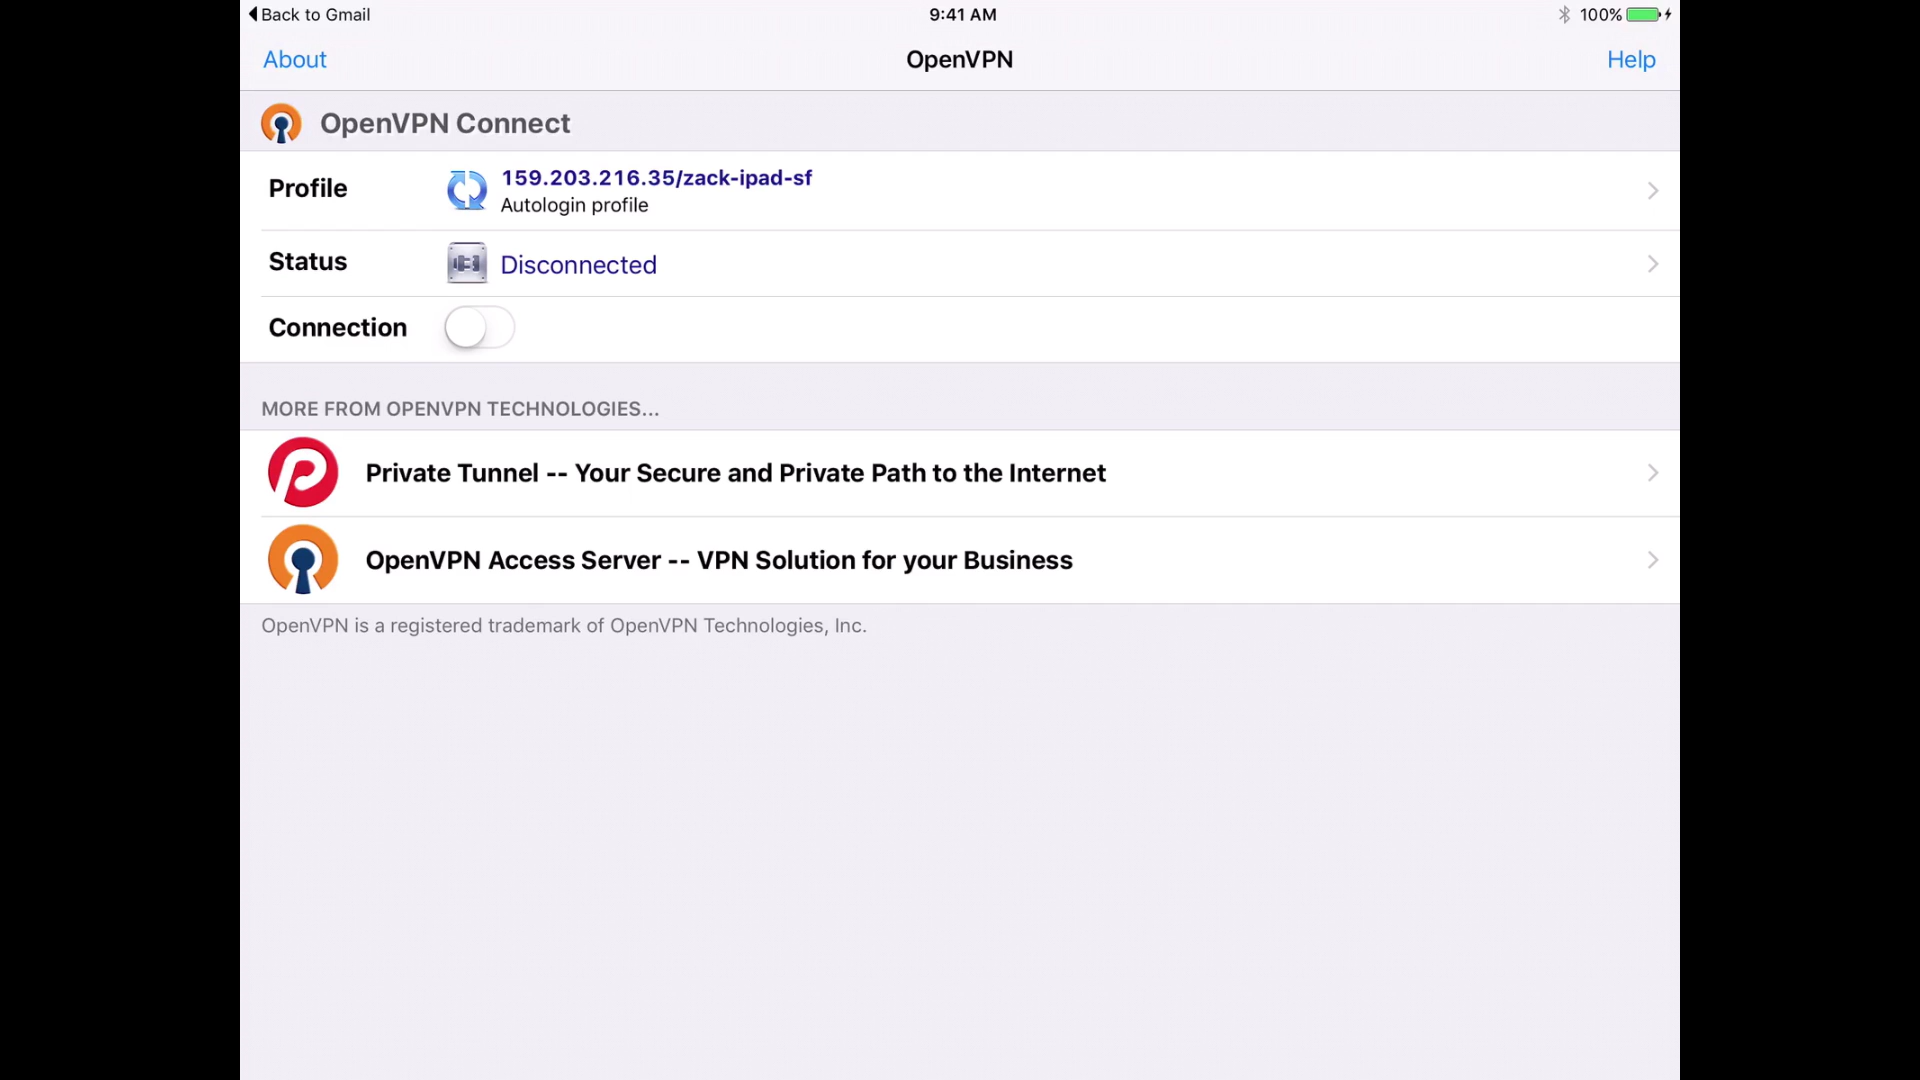 Back to Gmail
9:41 AM
100%
About
OpenVPN
Help
OpenVPN Connect
Profile
159.203.216.35/zack-ipad-sf
Autologin profile
Status
Disconnected
Connection
MORE FROM OPENVPN TECHNOLOGIES...
Private Tunnel -- Your Secure and Private Path to the Internet
OpenVPN Access Server -- VPN Solution for your Business
OpenVPN is a registered trademark of OpenVPN Technologies, Inc.